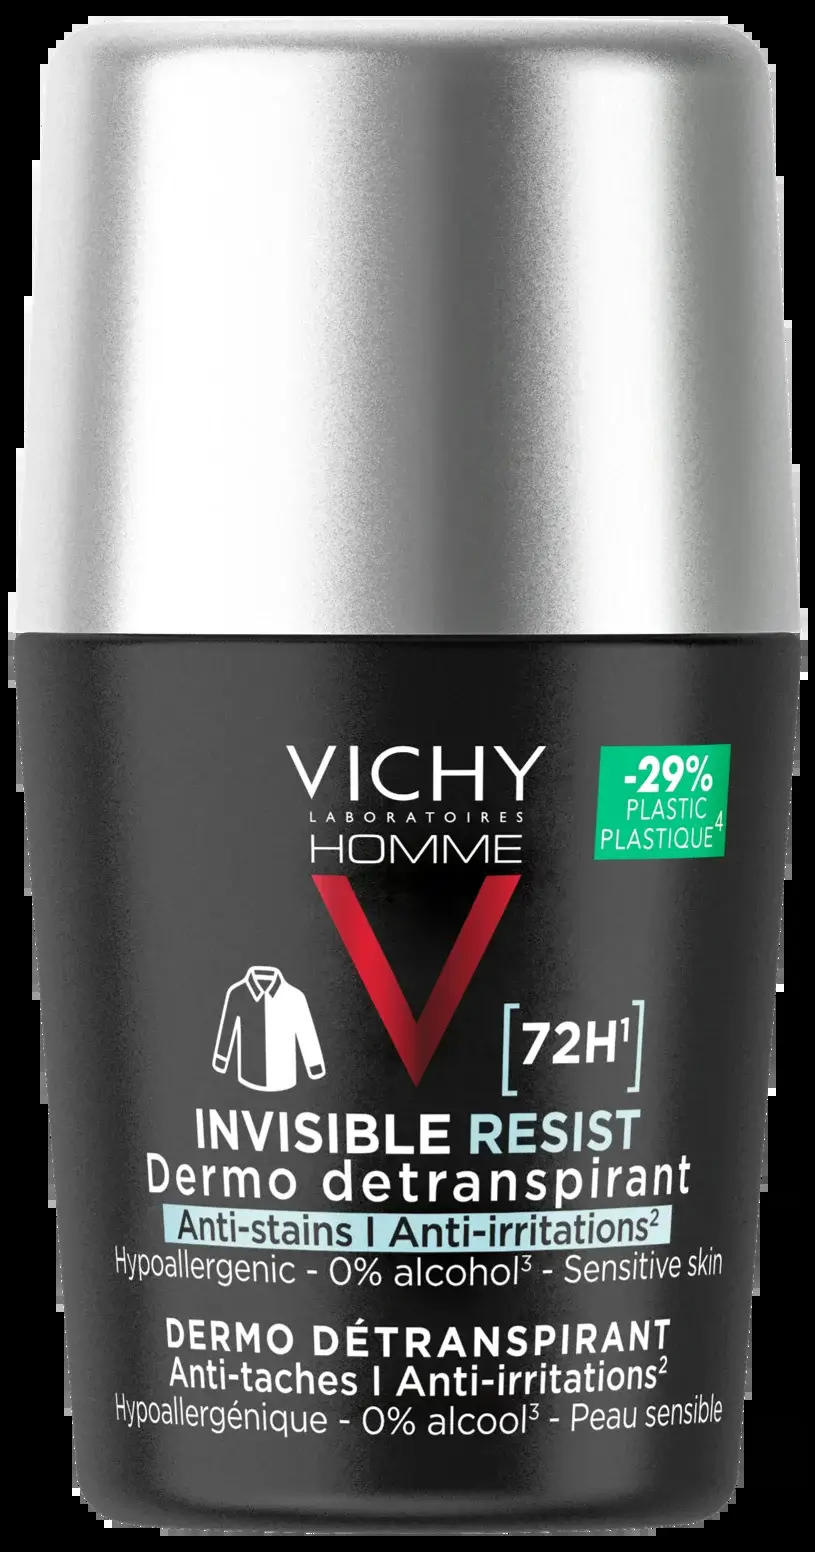 VICHY
LABORATOIRES
HOMME
-29%
PLASTIC
PLASTIQUE⁴
[72H¹]
INVISIBLE RESIST
Dermo detranspirant
Anti-stains | Anti-irritations²
Hypoallergenic - 0% alcohol³ - Sensitive skin
DERMO DÉTRANSPIRANT
Anti-taches | Anti-irritations²
Hypoallergénique - 0% alcool³ - Peau sensible